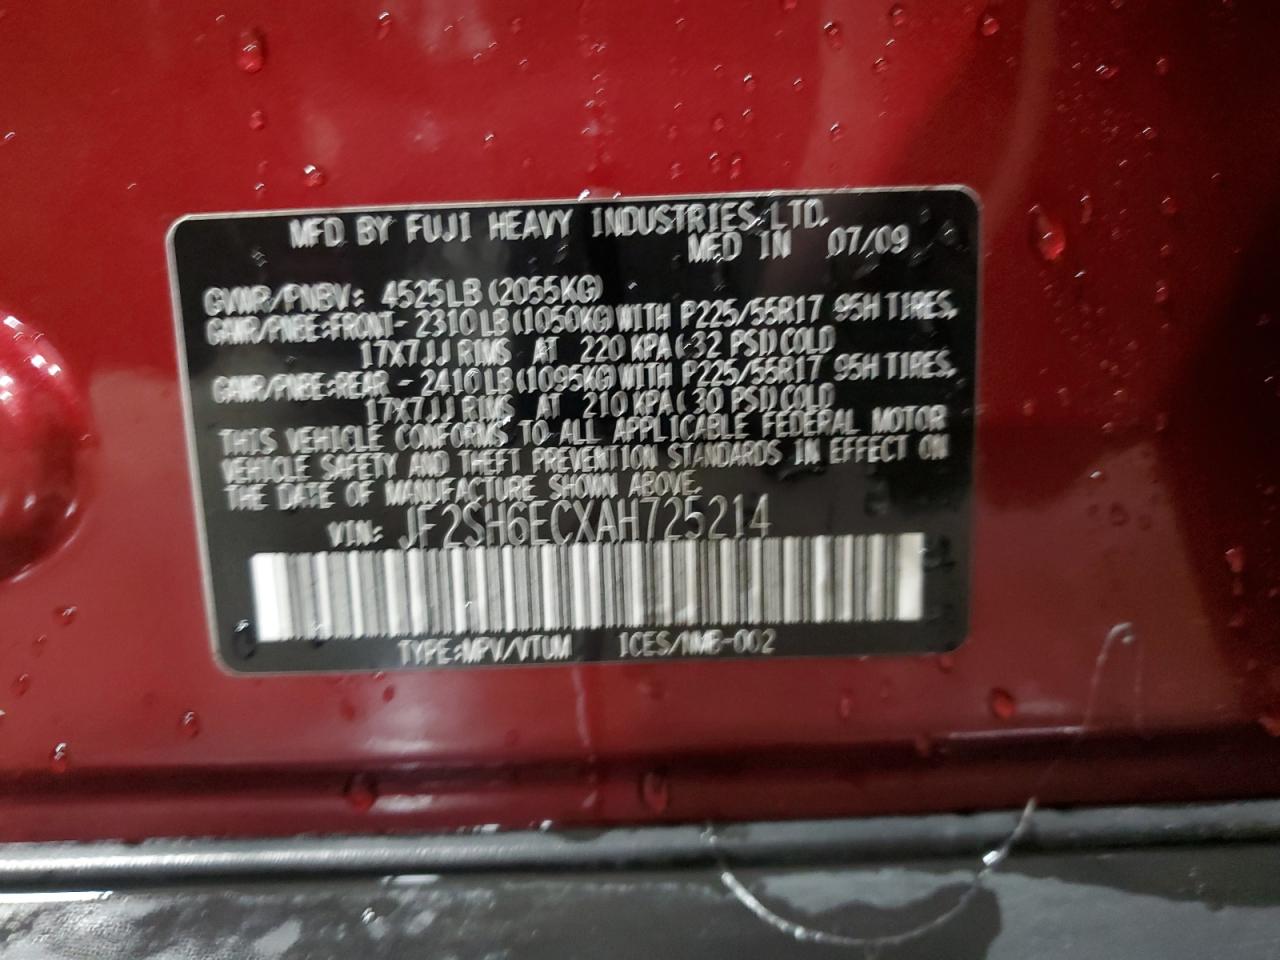 MFD BY FUJI HEAVY INDUSTRIES, LTD.
MED IN 07/09
GVWR/PNBV: 4525LB (2055KG)
GAWR/PNBE:FRONT- 2310LB(1050KG)WITH P225/55R17 95H TIRES,
17X7JJ RIMS AT 220 KPA( 32 PSI)COLD
GAWR/PNBE:REAR - 2410LB(1095KG)WITH P225/55R17 95H TIRES,
17X7JJ RIMS AT 210 KPA( 30 PSI)COLD
THIS VEHICLE CONFORMS TO ALL APPLICABLE FEDERAL MOTOR
VEHICLE SAFETY AND THEFT PREVENTION STANDARDS IN EFFECT ON
THE DATE OF MANUFACTURE SHOWN ABOVE.
VIN: JF2SH6ECXAH725214
TYPE:MPV/VTUM ICES/NMB-002